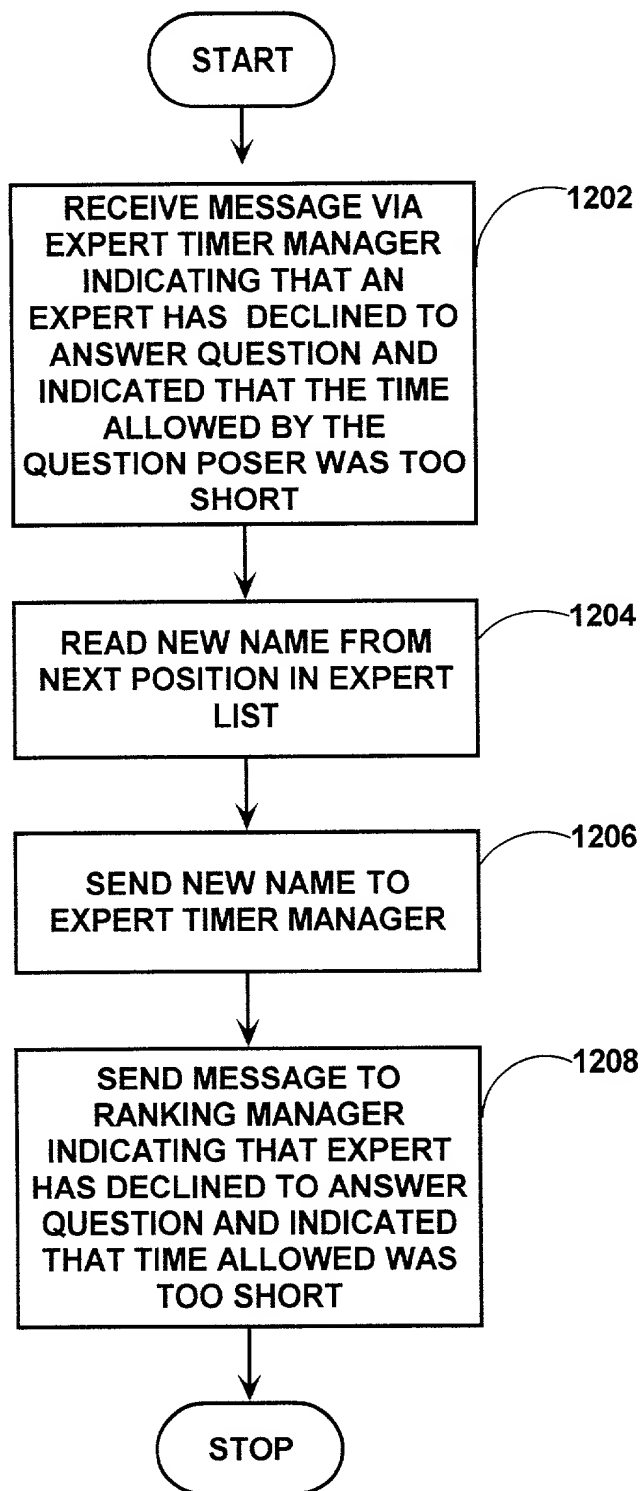 START
RECEIVE MESSAGE VIA
EXPERT TIMER MANAGER
INDICATING THAT AN
EXPERT HAS DECLINED TO
ANSWER QUESTION AND
INDICATED THAT THE TIME
ALLOWED BY THE
QUESTION POSER WAS TOO
SHORT
1202
READ NEW NAME FROM
NEXT POSITION IN EXPERT
LIST
1204
SEND NEW NAME TO
EXPERT TIMER MANAGER
1206
SEND MESSAGE TO
RANKING MANAGER
INDICATING THAT EXPERT
HAS DECLINED TO ANSWER
QUESTION AND INDICATED
THAT TIME ALLOWED WAS
TOO SHORT
1208
STOP